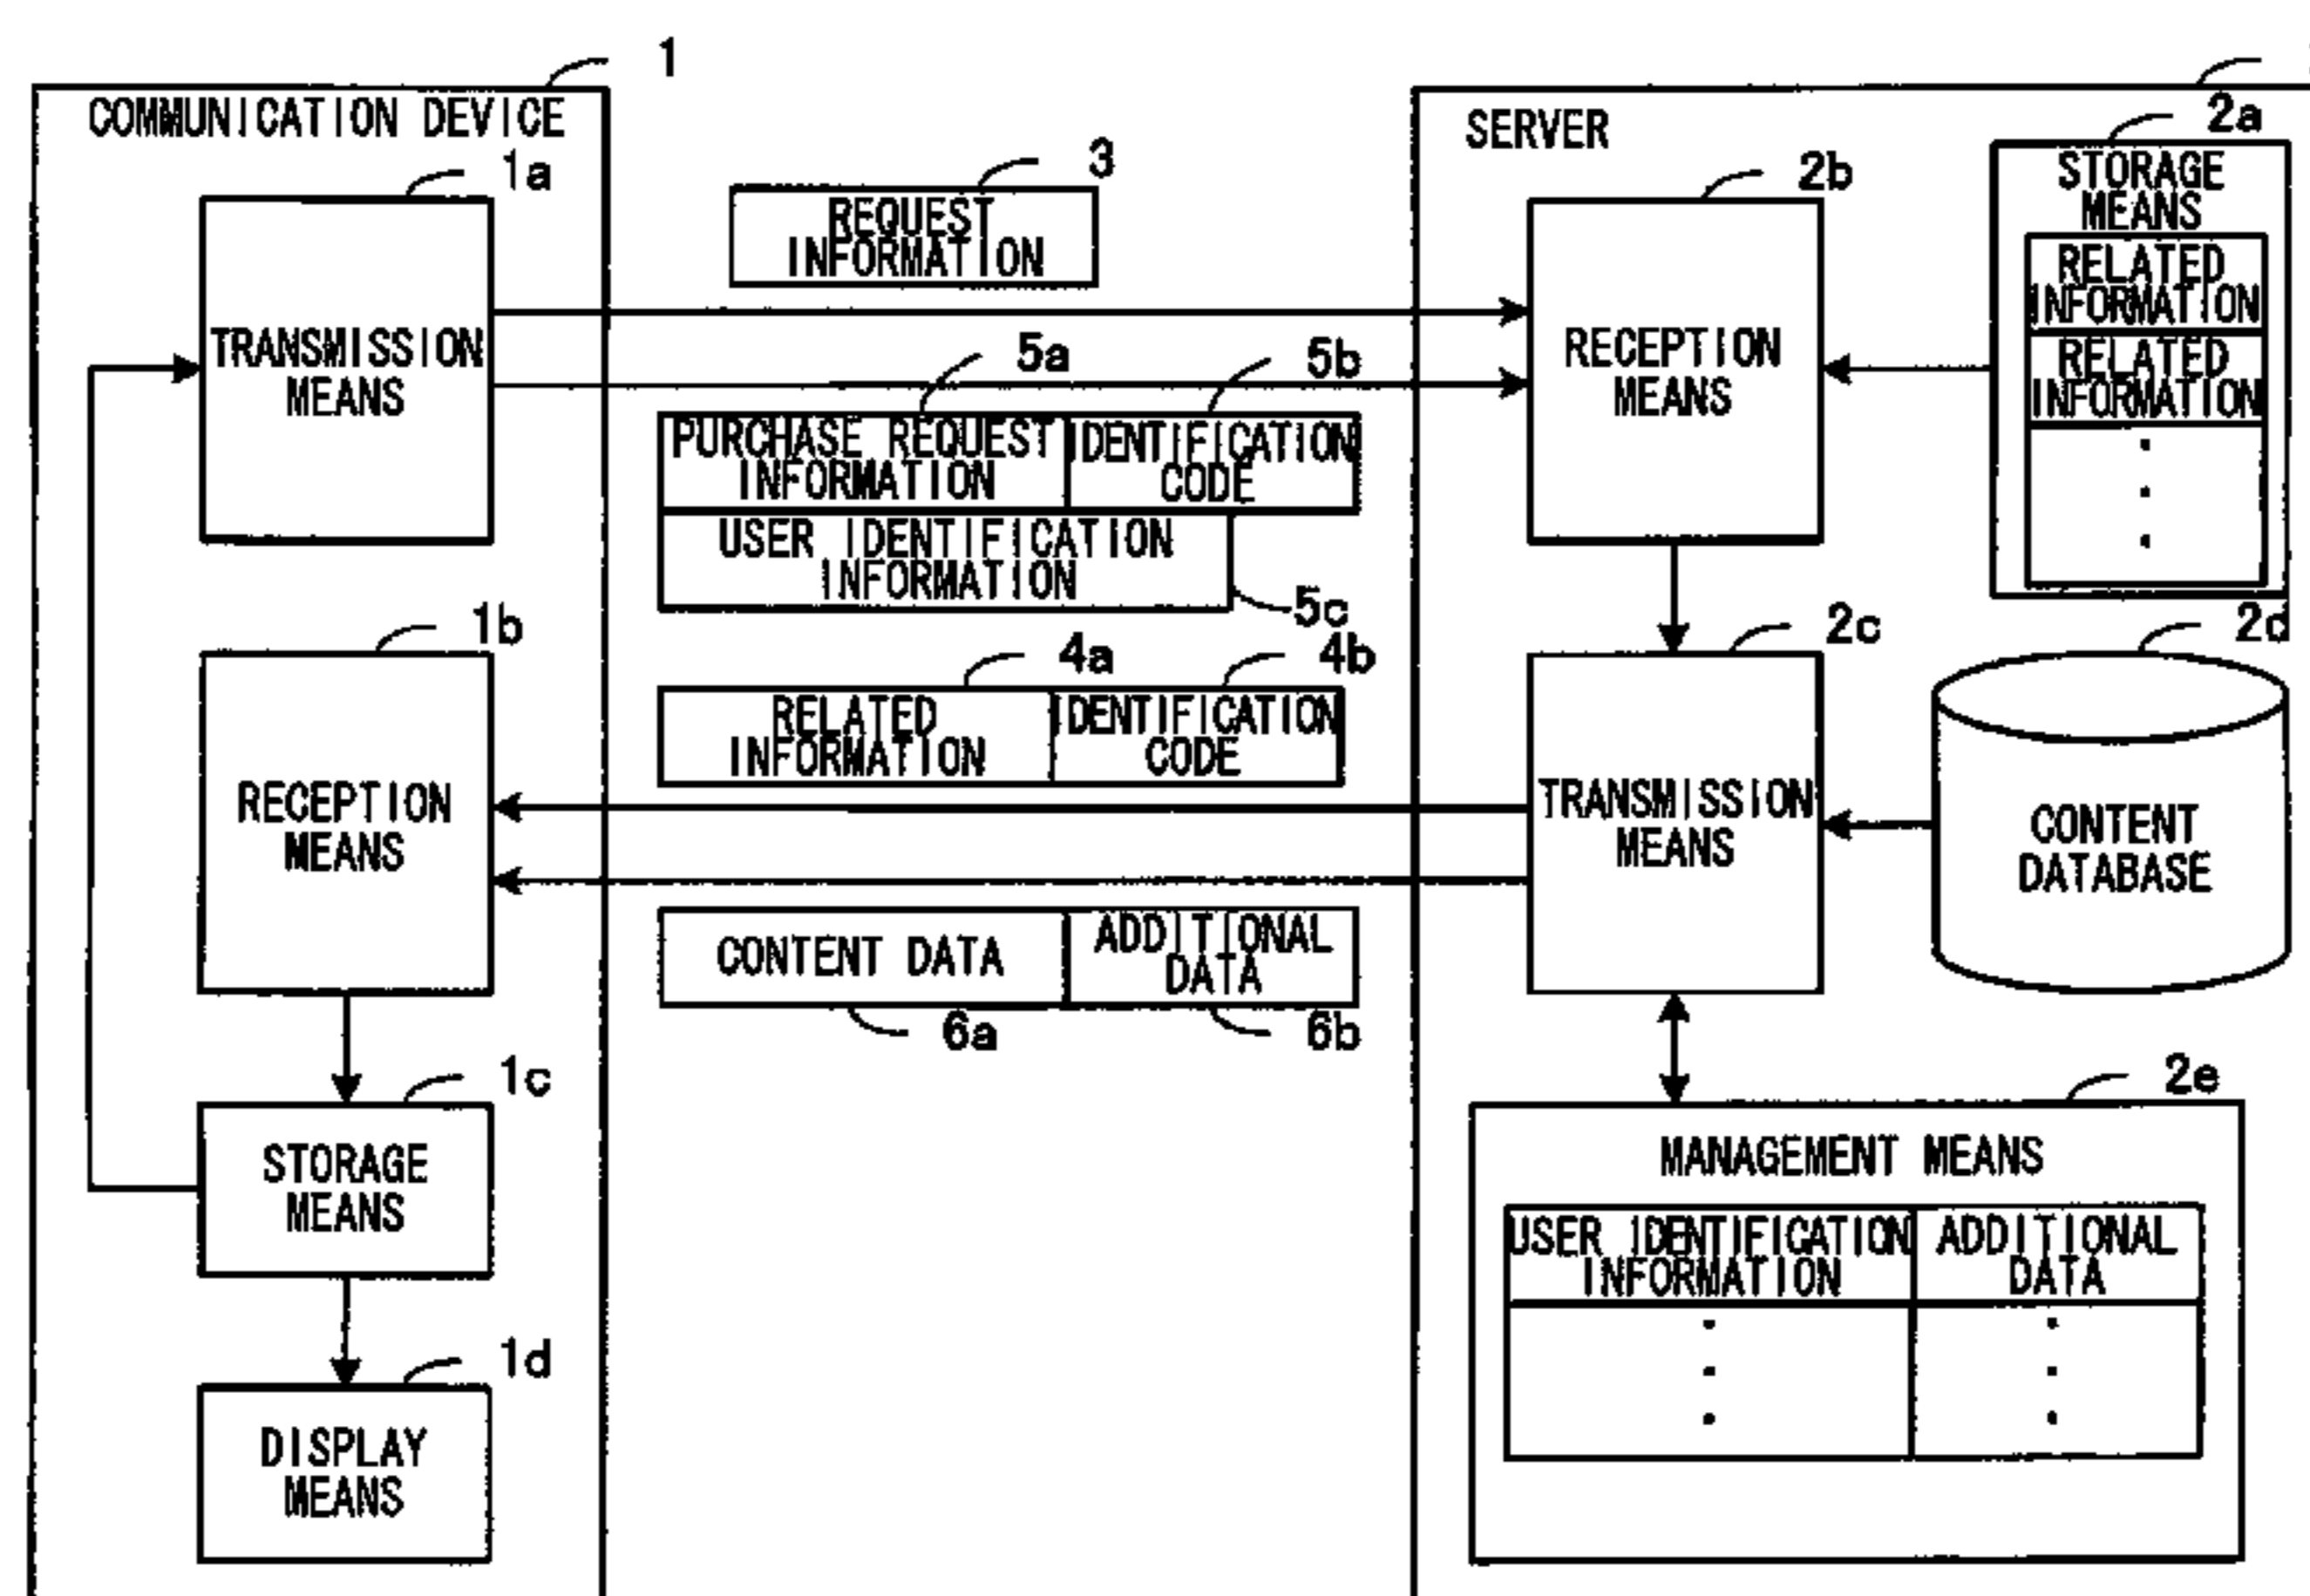 1
COMMUNICATION DEVICE
1a
TRANSMISSION
MEANS
1b
RECEPTION
MEANS
1c
STORAGE
MEANS
1d
DISPLAY
MEANS
3
REQUEST
INFORMATION
5a
5b
PURCHASE REQUEST
INFORMATION
IDENTIFICATION
CODE
USER IDENTIFICATION
INFORMATION
5c
4a
4b
RELATED
INFORMATION
IDENTIFICATION
CODE
CONTENT DATA
ADDITIONAL
DATA
6a
6b
SERVER
2a
STORAGE
MEANS
RELATED
INFORMATION
RELATED
INFORMATION
2b
RECEPTION
MEANS
2c
TRANSMISSION
MEANS
2d
CONTENT
DATABASE
2e
MANAGEMENT MEANS
USER IDENTIFICATION
INFORMATION
ADDITIONAL
DATA